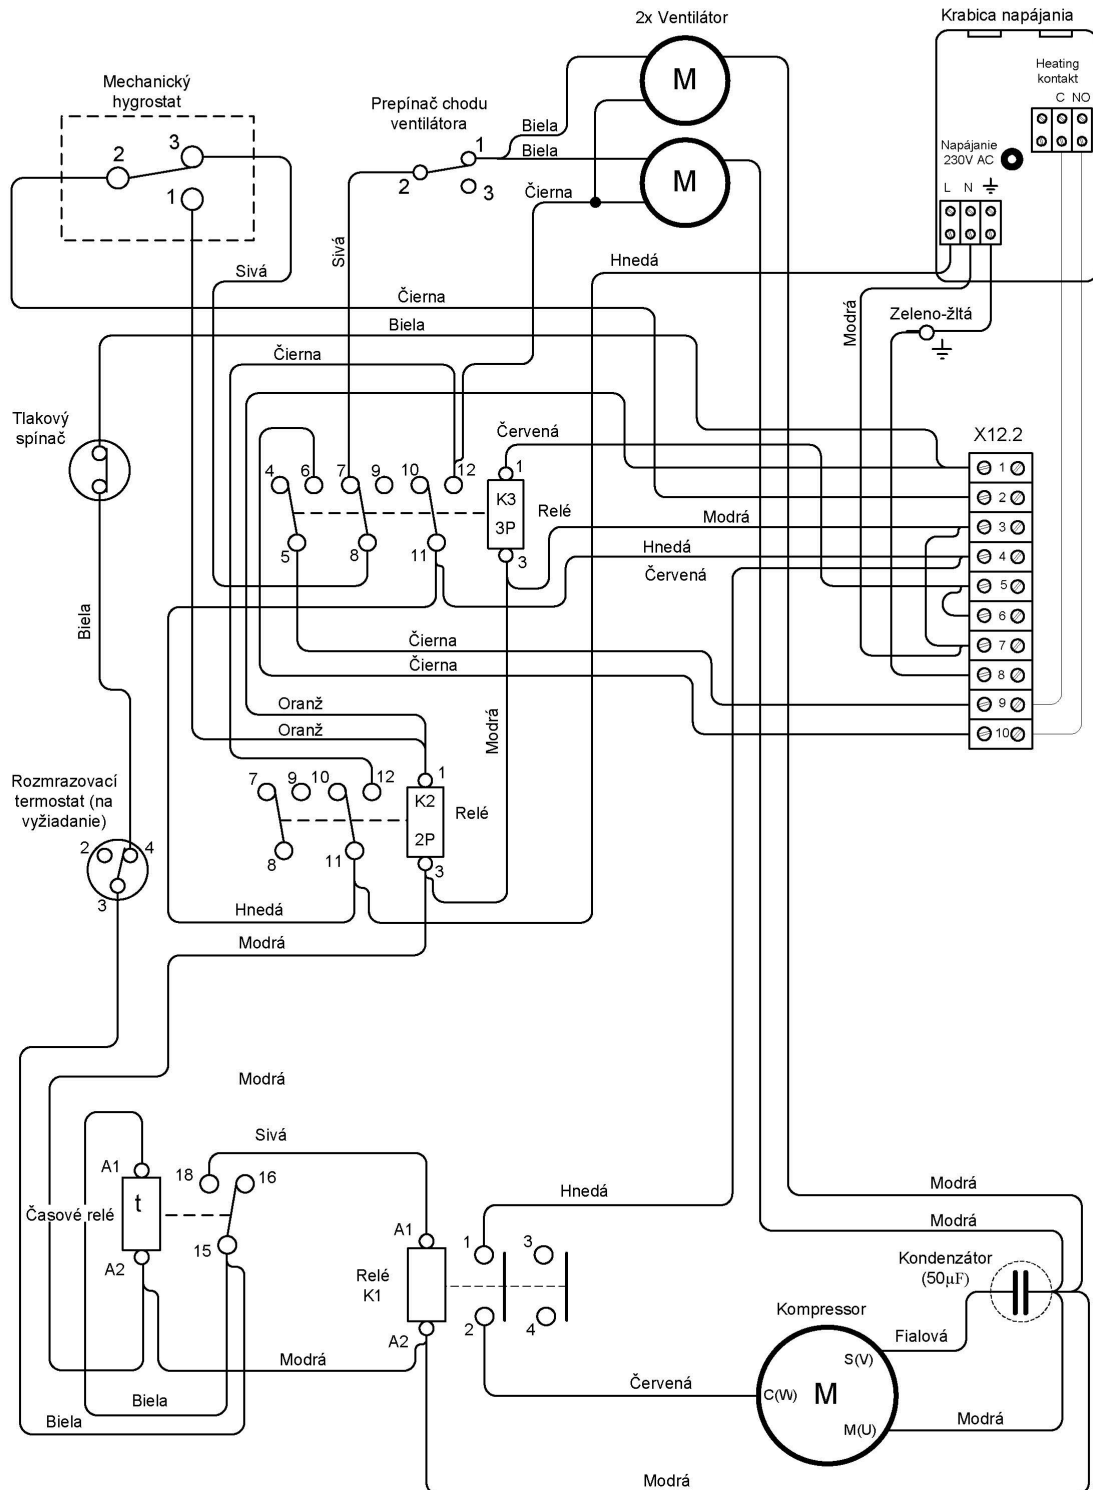 2x Ventilátor
Krabica napájania
Mechanický
hygrostat
Prepínač chodu
ventilátora
Heating
kontakt
C NO
Napájanie
230V AC
L N
2
3
1
2
1
3
Biela
Biela
Čierna
M
M
Sivá
Sivá
Hnedá
Čierna
Biela
Čierna
Modrá
Zeleno-žltá
Tlakový
spínač
Červená
X12.2
4 6 7 9 10 12
5 8 11
1
K3
3P
3
Relé
Modrá
Hnedá
Červená
1
2
3
4
5
6
7
8
9
10
Biela
Čierna
Čierna
Oranž
Oranž
Modrá
Rozmrazovací
termostat (na
vyžiadanie)
2 4
3
7 9 10 12
8 11
1
K2
2P
3
Relé
Hnedá
Modrá
Modrá
Sivá
A1
t
Časové relé
A2
18 16
15
A1
Relé
K1
A2
1 3
2 4
Hnedá
Modrá
Modrá
Kondenzátor
(50µF)
Kompressor
Fialová
S(V)
C(W) M
M(U)
Modrá
Červená
Modrá
Biela
Biela
Modrá